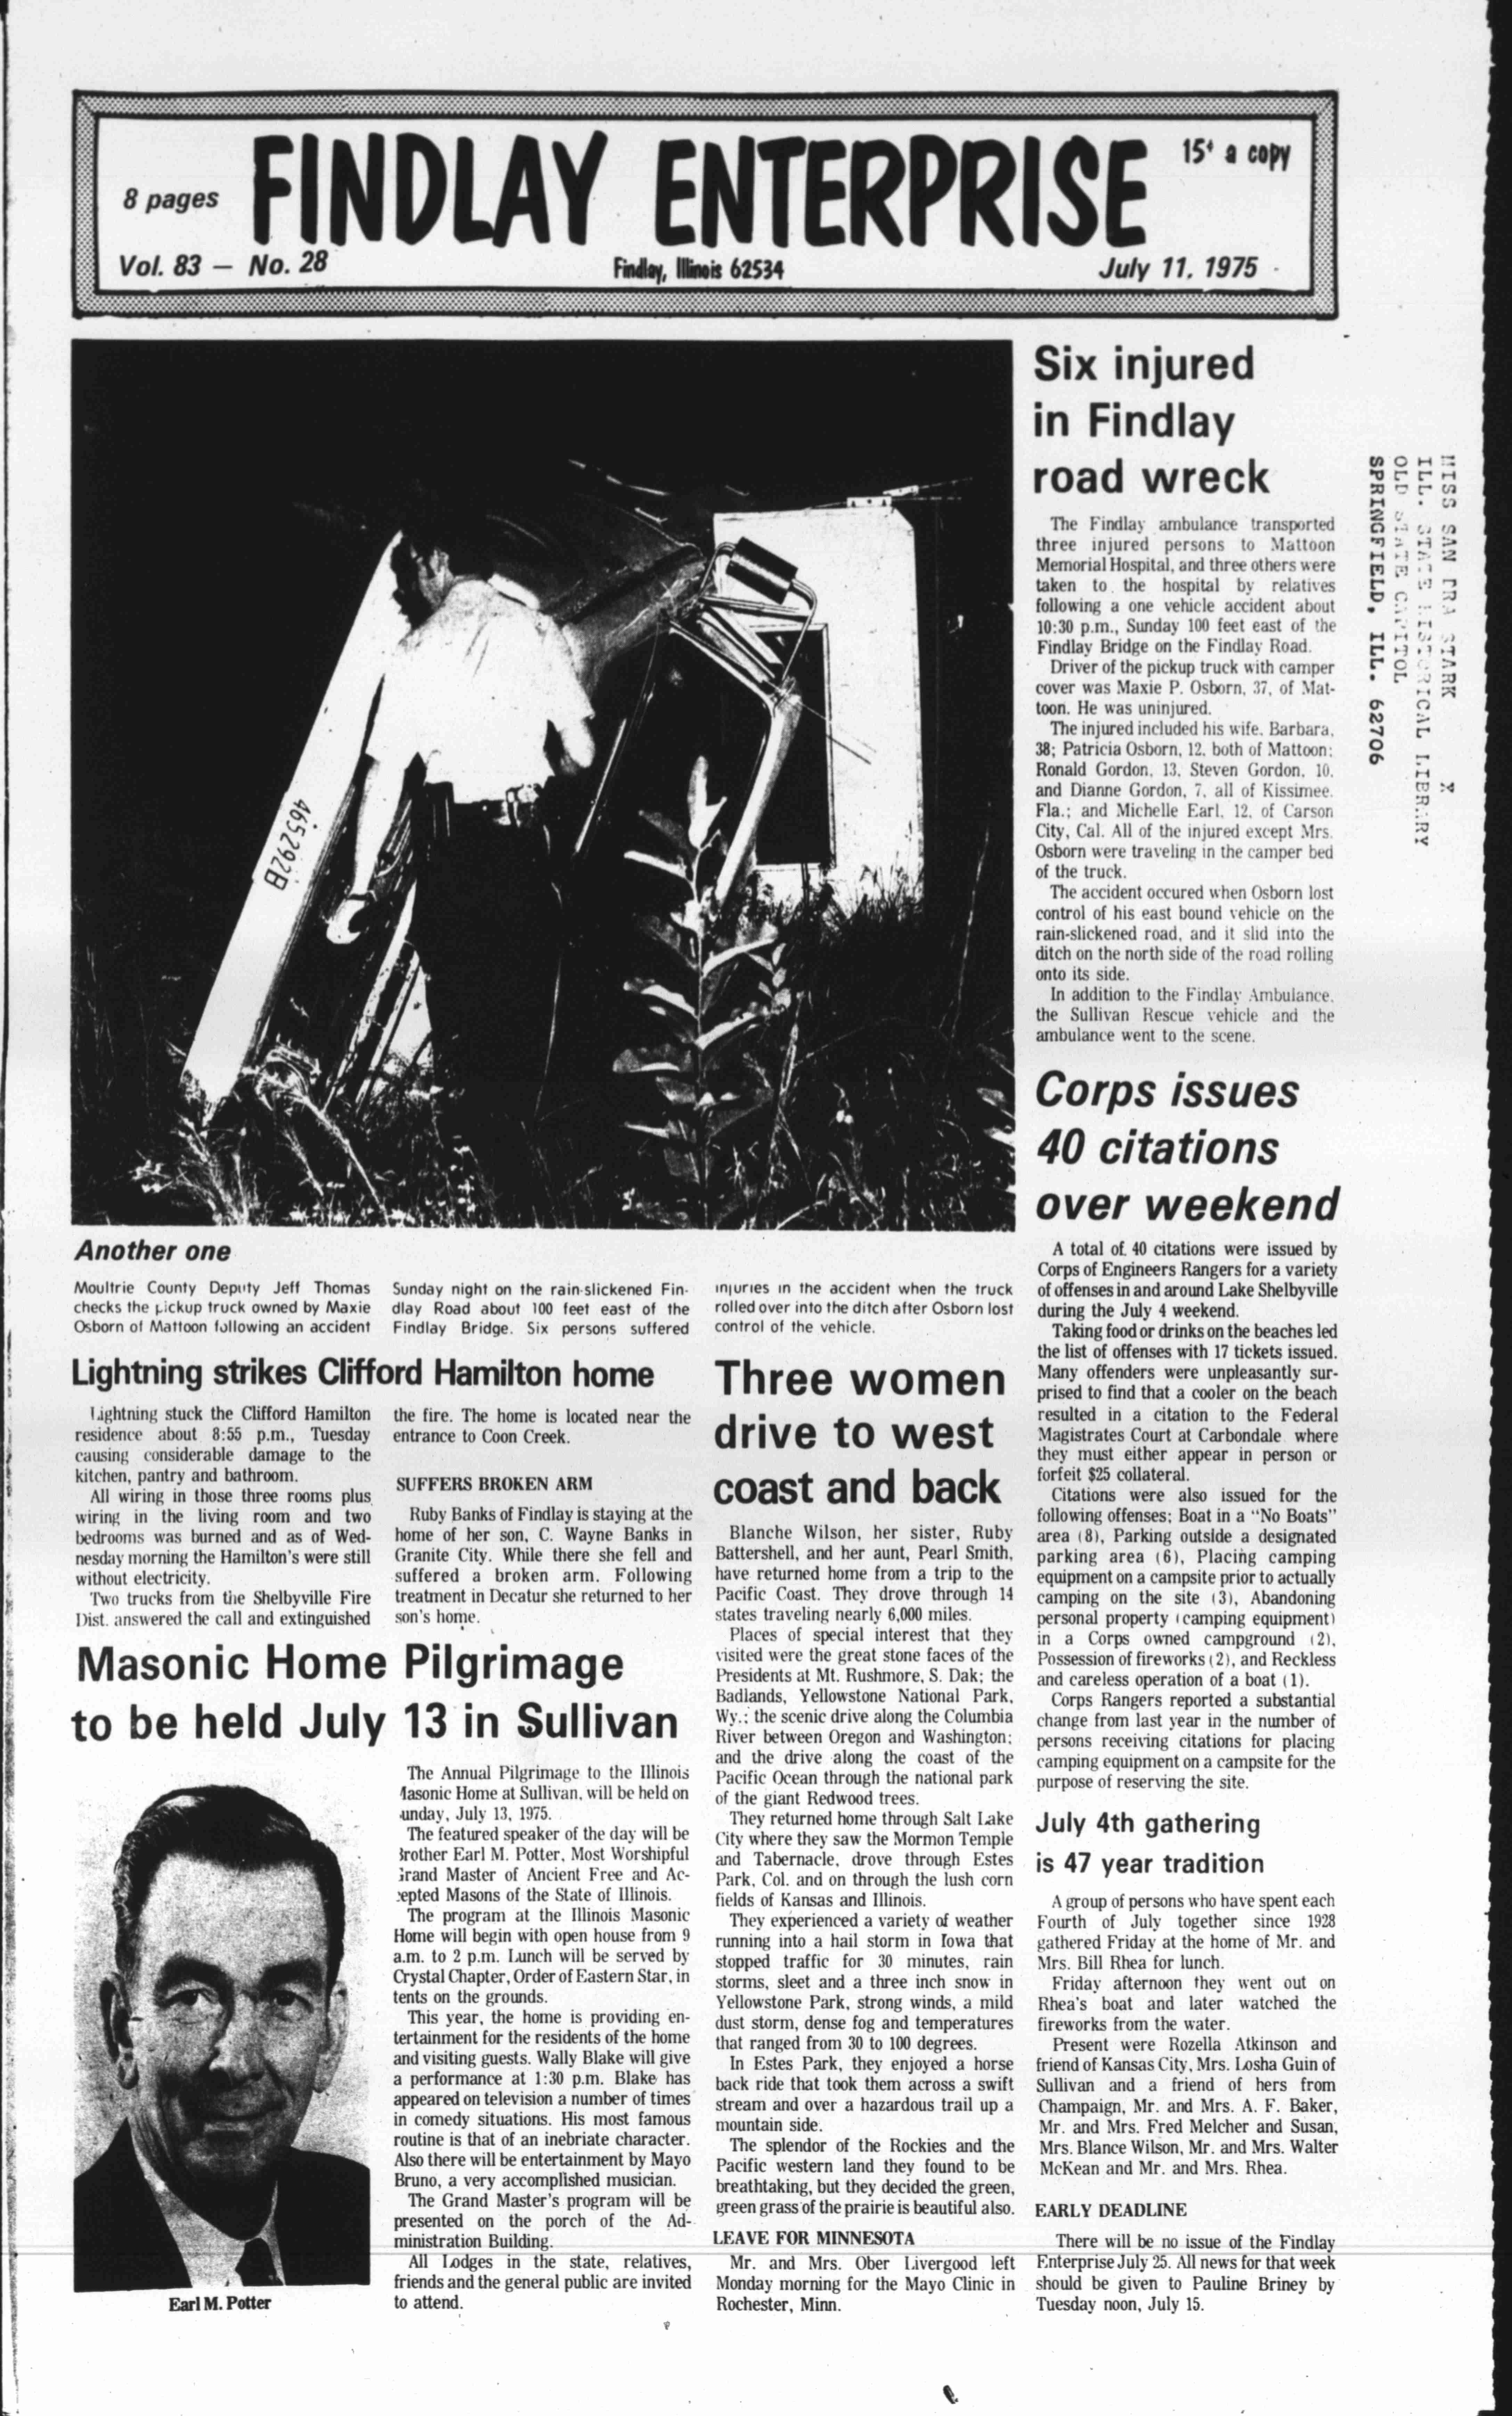 8 pages
FINDLAY ENTERPRISE
15¢ a copy
Vol. 83 — No. 28
Findlay, Illinois 62534
July 11, 1975
465292B
Another one
Moultrie County Deputy Jeff Thomas
checks the pickup truck owned by Maxie
Osborn of Mattoon following an accident
Sunday night on the rain-slickened Fin-
dlay Road about 100 feet east of the
Findlay Bridge. Six persons suffered
injuries in the accident when the truck
rolled over into the ditch after Osborn lost
control of the vehicle.
Six injured
in Findlay
road wreck
The Findlay ambulance transported
three injured persons to Mattoon
Memorial Hospital, and three others were
taken to the hospital by relatives
following a one vehicle accident about
10:30 p.m., Sunday 100 feet east of the
Findlay Bridge on the Findlay Road.
Driver of the pickup truck with camper
cover was Maxie P. Osborn, 37, of Mat-
toon. He was uninjured.
The injured included his wife, Barbara,
38; Patricia Osborn, 12, both of Mattoon;
Ronald Gordon, 13, Steven Gordon, 10,
and Dianne Gordon, 7, all of Kissimee,
Fla.; and Michelle Earl, 12, of Carson
City, Cal. All of the injured except Mrs.
Osborn were traveling in the camper bed
of the truck.
The accident occured when Osborn lost
control of his east bound vehicle on the
rain-slickened road, and it slid into the
ditch on the north side of the road rolling
onto its side.
In addition to the Findlay Ambulance,
the Sullivan Rescue vehicle and the
ambulance went to the scene.
MISS SANDRA STARK X
ILL. STATE HISTORICAL LIBRARY
OLD STATE CAPITOL
SPRINGFIELD, ILL. 62706
Corps issues
40 citations
over weekend
A total of 40 citations were issued by
Corps of Engineers Rangers for a variety
of offenses in and around Lake Shelbyville
during the July 4 weekend.
Taking food or drinks on the beaches led
the list of offenses with 17 tickets issued.
Many offenders were unpleasantly sur-
prised to find that a cooler on the beach
resulted in a citation to the Federal
Magistrates Court at Carbondale where
they must either appear in person or
forfeit $25 collateral.
Citations were also issued for the
following offenses; Boat in a "No Boats"
area (8), Parking outside a designated
parking area (6), Placing camping
equipment on a campsite prior to actually
camping on the site (3), Abandoning
personal property (camping equipment)
in a Corps owned campground (2),
Possession of fireworks (2), and Reckless
and careless operation of a boat (1).
Corps Rangers reported a substantial
change from last year in the number of
persons receiving citations for placing
camping equipment on a campsite for the
purpose of reserving the site.
Lightning strikes Clifford Hamilton home
Lightning stuck the Clifford Hamilton
residence about 8:55 p.m., Tuesday
causing considerable damage to the
kitchen, pantry and bathroom.
All wiring in those three rooms plus
wiring in the living room and two
bedrooms was burned and as of Wed-
nesday morning the Hamilton's were still
without electricity.
Two trucks from the Shelbyville Fire
Dist. answered the call and extinguished
the fire. The home is located near the
entrance to Coon Creek.
SUFFERS BROKEN ARM
Ruby Banks of Findlay is staying at the
home of her son, C. Wayne Banks in
Granite City. While there she fell and
suffered a broken arm. Following
treatment in Decatur she returned to her
son's home.
Three women
drive to west
coast and back
Blanche Wilson, her sister, Ruby
Battershell, and her aunt, Pearl Smith,
have returned home from a trip to the
Pacific Coast. They drove through 14
states traveling nearly 6,000 miles.
Places of special interest that they
visited were the great stone faces of the
Presidents at Mt. Rushmore, S. Dak; the
Badlands, Yellowstone National Park,
Wy.; the scenic drive along the Columbia
River between Oregon and Washington;
and the drive along the coast of the
Pacific Ocean through the national park
of the giant Redwood trees.
They returned home through Salt Lake
City where they saw the Mormon Temple
and Tabernacle, drove through Estes
Park, Col. and on through the lush corn
fields of Kansas and Illinois.
They experienced a variety of weather
running into a hail storm in Iowa that
stopped traffic for 30 minutes, rain
storms, sleet and a three inch snow in
Yellowstone Park, strong winds, a mild
dust storm, dense fog and temperatures
that ranged from 30 to 100 degrees.
In Estes Park, they enjoyed a horse
back ride that took them across a swift
stream and over a hazardous trail up a
mountain side.
The splendor of the Rockies and the
Pacific western land they found to be
breathtaking, but they decided the green,
green grass of the prairie is beautiful also.
LEAVE FOR MINNESOTA
Mr. and Mrs. Ober Livergood left
Monday morning for the Mayo Clinic in
Rochester, Minn.
Masonic Home Pilgrimage
to be held July 13 in Sullivan
The Annual Pilgrimage to the Illinois
Masonic Home at Sullivan, will be held on
unday, July 13, 1975.
The featured speaker of the day will be
Brother Earl M. Potter, Most Worshipful
Grand Master of Ancient Free and Ac-
cepted Masons of the State of Illinois.
The program at the Illinois Masonic
Home will begin with open house from 9
a.m. to 2 p.m. Lunch will be served by
Crystal Chapter, Order of Eastern Star, in
tents on the grounds.
This year, the home is providing en-
tertainment for the residents of the home
and visiting guests. Wally Blake will give
a performance at 1:30 p.m. Blake has
appeared on television a number of times
in comedy situations. His most famous
routine is that of an inebriate character.
Also there will be entertainment by Mayo
Bruno, a very accomplished musician.
The Grand Master's program will be
presented on the porch of the Ad-
ministration Building.
All Lodges in the state, relatives,
friends and the general public are invited
to attend.
Earl M. Potter
July 4th gathering
is 47 year tradition
A group of persons who have spent each
Fourth of July together since 1928
gathered Friday at the home of Mr. and
Mrs. Bill Rhea for lunch.
Friday afternoon they went out on
Rhea's boat and later watched the
fireworks from the water.
Present were Rozella Atkinson and
friend of Kansas City, Mrs. Losha Guin of
Sullivan and a friend of hers from
Champaign, Mr. and Mrs. A. F. Baker,
Mr. and Mrs. Fred Melcher and Susan,
Mrs. Blance Wilson, Mr. and Mrs. Walter
McKean and Mr. and Mrs. Rhea.
EARLY DEADLINE
There will be no issue of the Findlay
Enterprise July 25. All news for that week
should be given to Pauline Briney by
Tuesday noon, July 15.